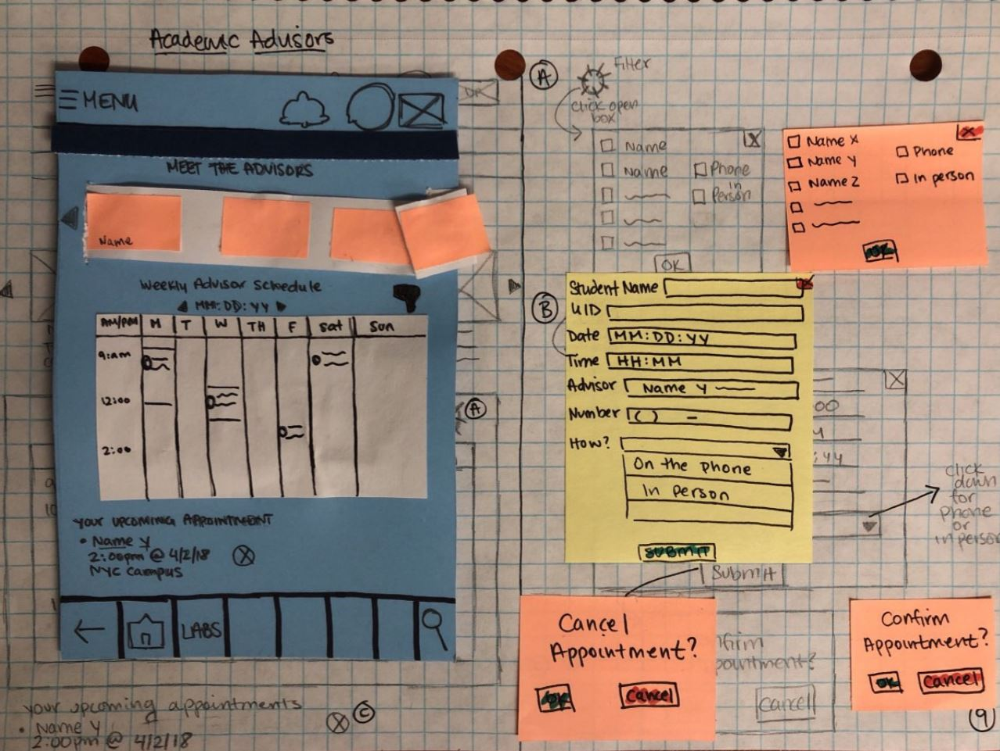 Academic Advisors
MENU
MEET THE ADVISORS
Name
Weekly Advisor Schedule
MM:DD:YY
AM/PM M T W TH F Sat Sun
9:am
12:00
2:00
YOUR UPCOMING APPOINTMENT
• Name Y
2:00pm @ 4/2/18
NYC Campus
LABS
your upcoming appointments
• Name Y
2:00pm @ 4/2/18
C
A
A
Filter
click open
box
Name
Name
Phone
in
Person
OK
X
Name X
Name Y
Name Z
Phone
In person
OK
X
B
Student Name
UID
Date MM:DD:YY
Time HH:MM
Advisor Name Y
Number ( ) -
How?
On the phone
In person
SUBMIT
Submit
click
down
for
phone
or
in person
Cancel
Appointment?
OK Cancel
Cancel
Confirm
Appointment?
OK Cancel
9